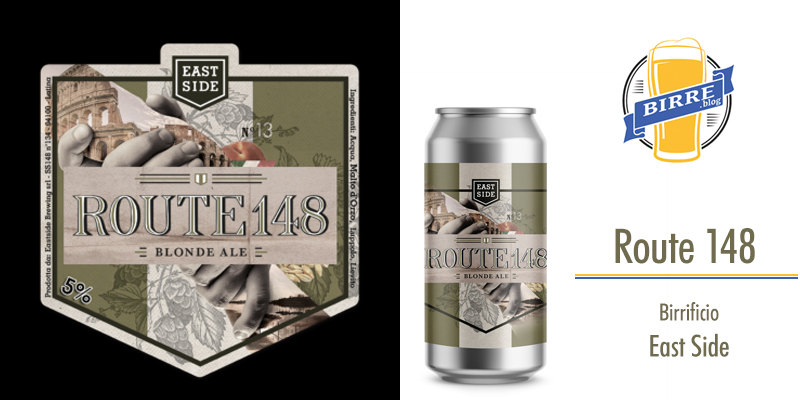 EAST
SIDE
Nº13
ROUTE 148
BLONDE ALE
5%
Prodotta da: Eastside Brewing srl - SS148 n°134 - 04100 - Latina
Ingredienti: Acqua, Malto d'Orzo, Luppolo, Lievito
EAST
SIDE
Nº13
ROUTE 148
BLONDE ALE
BIRRE
.blog
Route 148
Birrificio
East Side